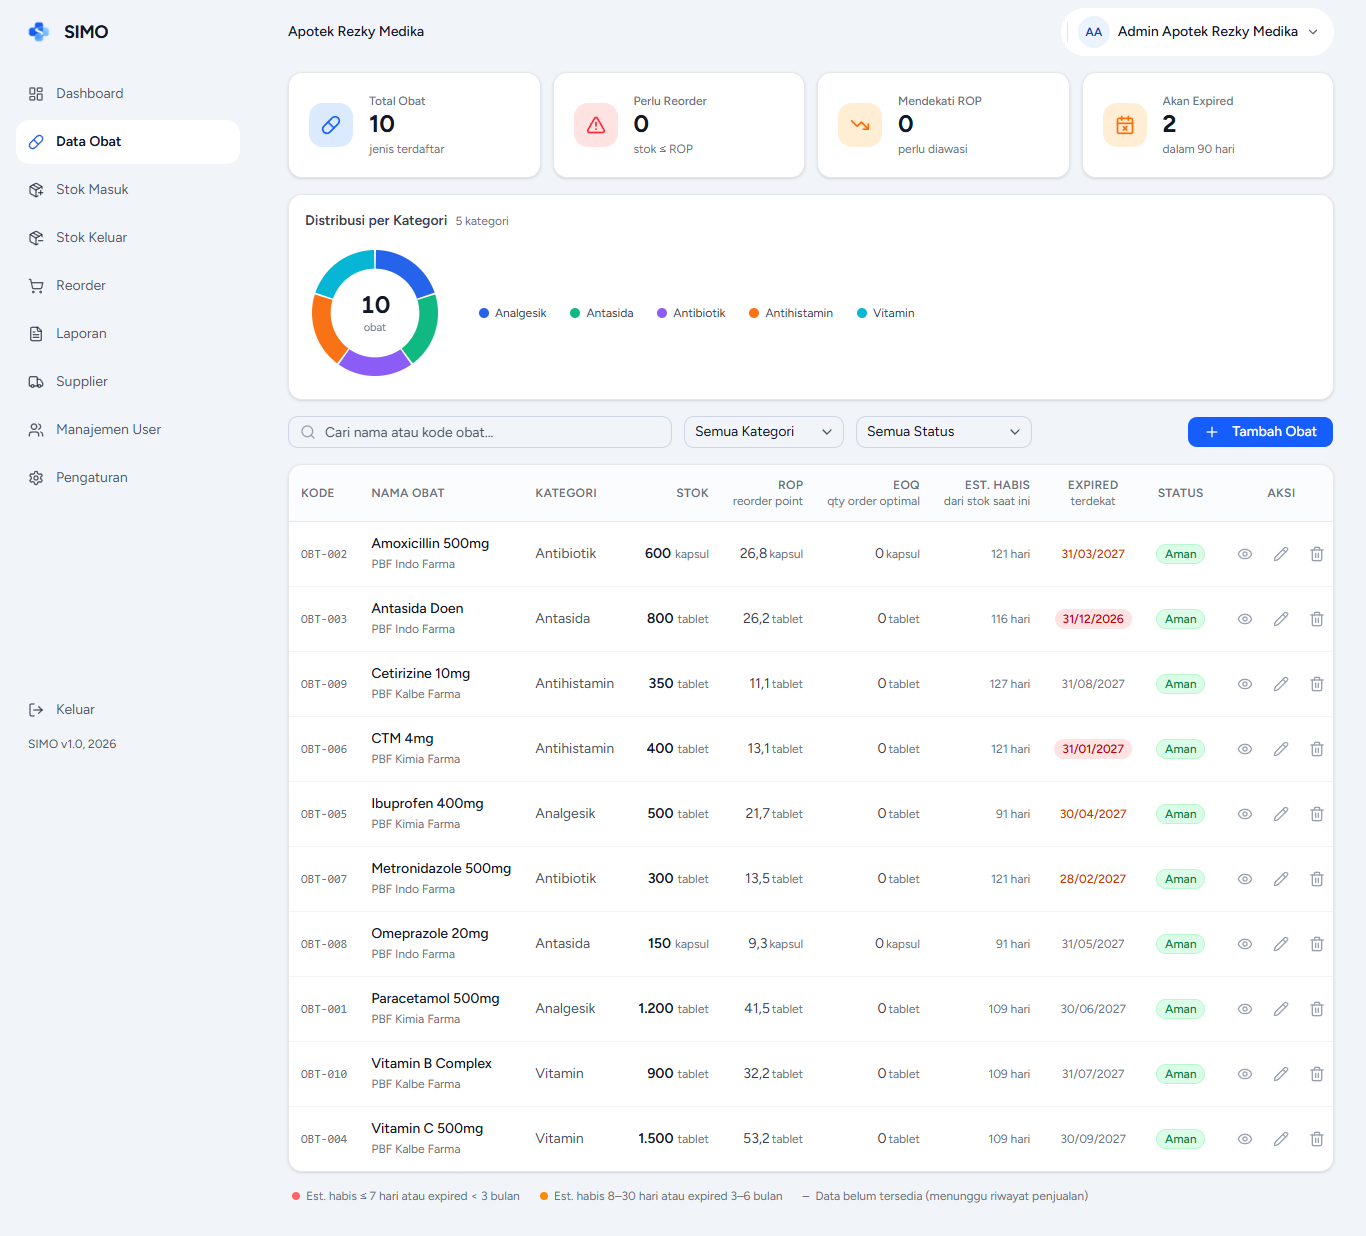 SIMO
Apotek Rezky Medika
AA
Admin Apotek Rezky Medika
Dashboard
Data Obat
Stok Masuk
Stok Keluar
Reorder
Laporan
Supplier
Manajemen User
Pengaturan
Keluar
SIMO v1.0, 2026
Total Obat
10
jenis terdaftar
Perlu Reorder
0
stok ≤ ROP
Mendekati ROP
0
perlu diawasi
Akan Expired
2
dalam 90 hari
Distribusi per Kategori 5 kategori
10
obat
Analgesik Antasida Antibiotik Antihistamin Vitamin
Cari nama atau kode obat...
Semua Kategori
Semua Status
Tambah Obat
KODE NAMA OBAT KATEGORI STOK ROP EOQ EST. HABIS EXPIRED STATUS AKSI
reorder point qty order optimal dari stok saat ini terdekat
OBT-002 Amoxicillin 500mg Antibiotik 600 kapsul 26,8 kapsul 0 kapsul 121 hari 31/03/2027 Aman
PBF Indo Farma
OBT-003 Antasida Doen Antasida 800 tablet 26,2 tablet 0 tablet 116 hari 31/12/2026 Aman
PBF Indo Farma
OBT-009 Cetirizine 10mg Antihistamin 350 tablet 11,1 tablet 0 tablet 127 hari 31/08/2027 Aman
PBF Kalbe Farma
OBT-006 CTM 4mg Antihistamin 400 tablet 13,1 tablet 0 tablet 121 hari 31/01/2027 Aman
PBF Kimia Farma
OBT-005 Ibuprofen 400mg Analgesik 500 tablet 21,7 tablet 0 tablet 91 hari 30/04/2027 Aman
PBF Kimia Farma
OBT-007 Metronidazole 500mg Antibiotik 300 tablet 13,5 tablet 0 tablet 121 hari 28/02/2027 Aman
PBF Indo Farma
OBT-008 Omeprazole 20mg Antasida 150 kapsul 9,3 kapsul 0 kapsul 91 hari 31/05/2027 Aman
PBF Indo Farma
OBT-001 Paracetamol 500mg Analgesik 1.200 tablet 41,5 tablet 0 tablet 109 hari 30/06/2027 Aman
PBF Kimia Farma
OBT-010 Vitamin B Complex Vitamin 900 tablet 32,2 tablet 0 tablet 109 hari 31/07/2027 Aman
PBF Kalbe Farma
OBT-004 Vitamin C 500mg Vitamin 1.500 tablet 53,2 tablet 0 tablet 109 hari 30/09/2027 Aman
PBF Kalbe Farma
Est. habis ≤ 7 hari atau expired < 3 bulan Est. habis 8–30 hari atau expired 3–6 bulan – Data belum tersedia (menunggu riwayat penjualan)